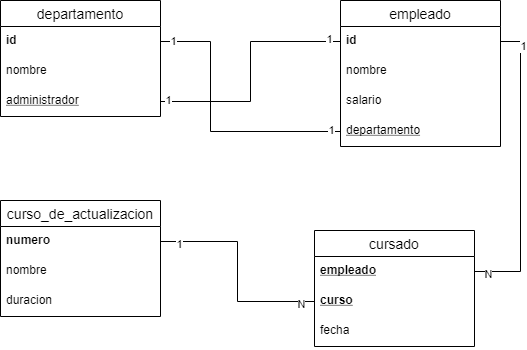 departamento
id
nombre
administrador
1
1
empleado
1
id
nombre
salario
1
departamento
1
curso_de_actualizacion
numero
nombre
duracion
1
N
cursado
empleado
curso
fecha
N